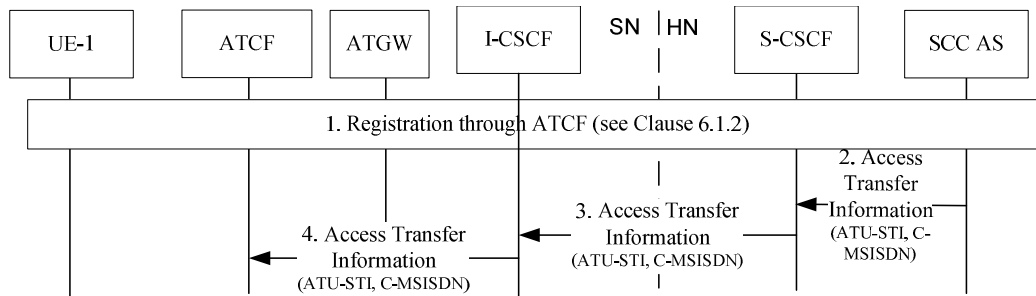 SN HN
UE-1
ATCF
ATGW
I-CSCF
S-CSCF
SCC AS
1. Registration through ATCF (see Clause 6.1.2)
2. Access
Transfer
Information
(ATU-STI, C-
MSISDN)
3. Access Transfer
Information
(ATU-STI, C-MSISDN)
4. Access Transfer
Information
(ATU-STI, C-MSISDN)